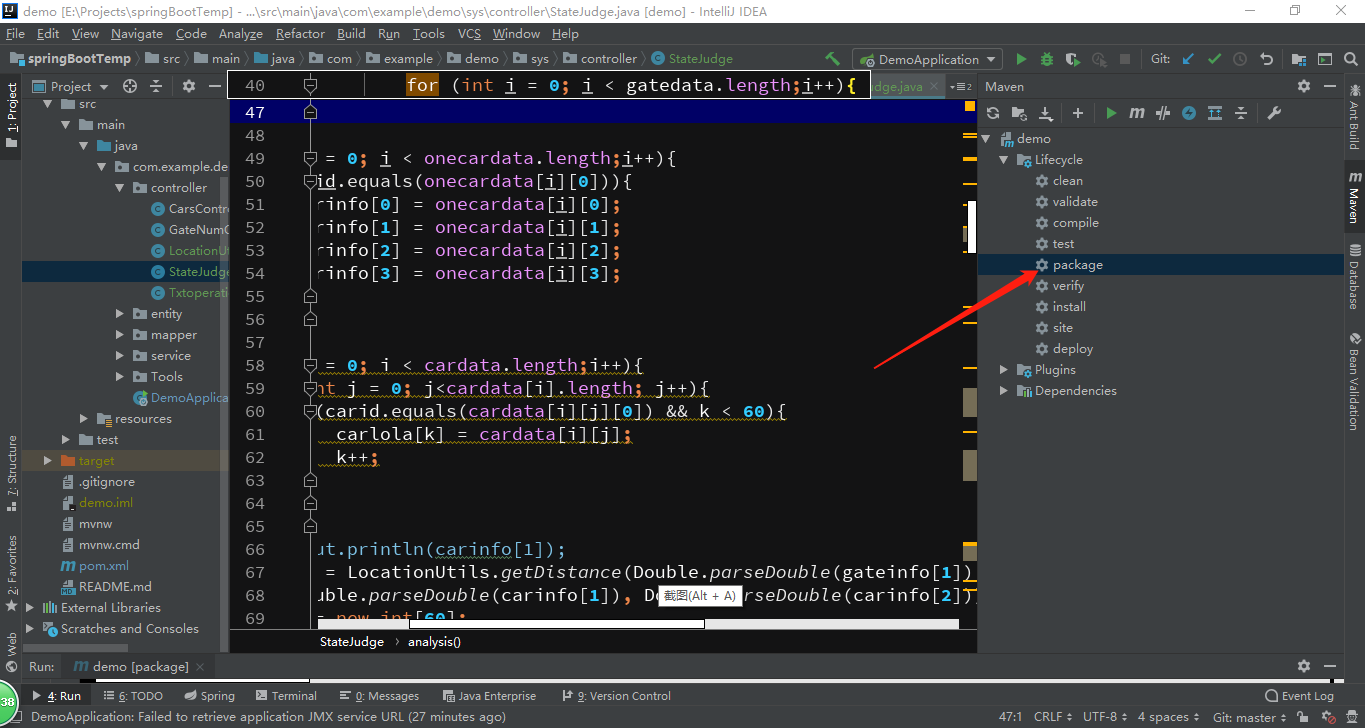 demo [E:\Projects\springBootTemp] - ...\src\main\java\com\example\demo\sys\controller\StateJudge.java [demo] - IntelliJ IDEA
File Edit View Navigate Code Analyze Refactor Build Run Tools VCS Window Help
springBootTemp src main java com example demo sys controller StateJudge DemoApplication Git:
1: Project
Project
src
main
java
com.example.de
controller
CarsContr
GateNumC
LocationUt
StateJudge
Txtoperati
entity
mapper
service
Tools
DemoApplica
resources
test
target
.gitignore
demo.iml
mvnw
mvnw.cmd
pom.xml
README.md
External Libraries
Scratches and Consoles
7: Structure
2: Favorites
Web
udge.java
2
40 for (int i = 0; i < gatedata.length;i++){
47
48
49 = 0; i < onecardata.length;i++){
50 id.equals(onecardata[i][0])){
51 rinfo[0] = onecardata[i][0];
52 rinfo[1] = onecardata[i][1];
53 rinfo[2] = onecardata[i][2];
54 rinfo[3] = onecardata[i][3];
55
56
57
58 = 0; i < cardata.length;i++){
59 nt j = 0; j<cardata[i].length; j++){
60 (carid.equals(cardata[i][j][0]) && k < 60){
61 carlola[k] = cardata[i][j];
62 k++;
63
64
65
66 ut.println(carinfo[1]);
67 = LocationUtils.getDistance(Double.parseDouble(gateinfo[1])
68 uble.parseDouble(carinfo[1]), Do parseDouble(carinfo[2])
截图(Alt + A)
69 = new int[60];
StateJudge › analysis()
Maven
demo
Lifecycle
clean
validate
compile
test
package
verify
install
site
deploy
Plugins
Dependencies
Ant Build
Maven
Database
Bean Validation
Run: demo [package]
38
4: Run 6: TODO Spring Terminal 0: Messages Java Enterprise 9: Version Control Event Log
DemoApplication: Failed to retrieve application JMX service URL (27 minutes ago) 47:1 CRLF UTF-8 4 spaces Git: master